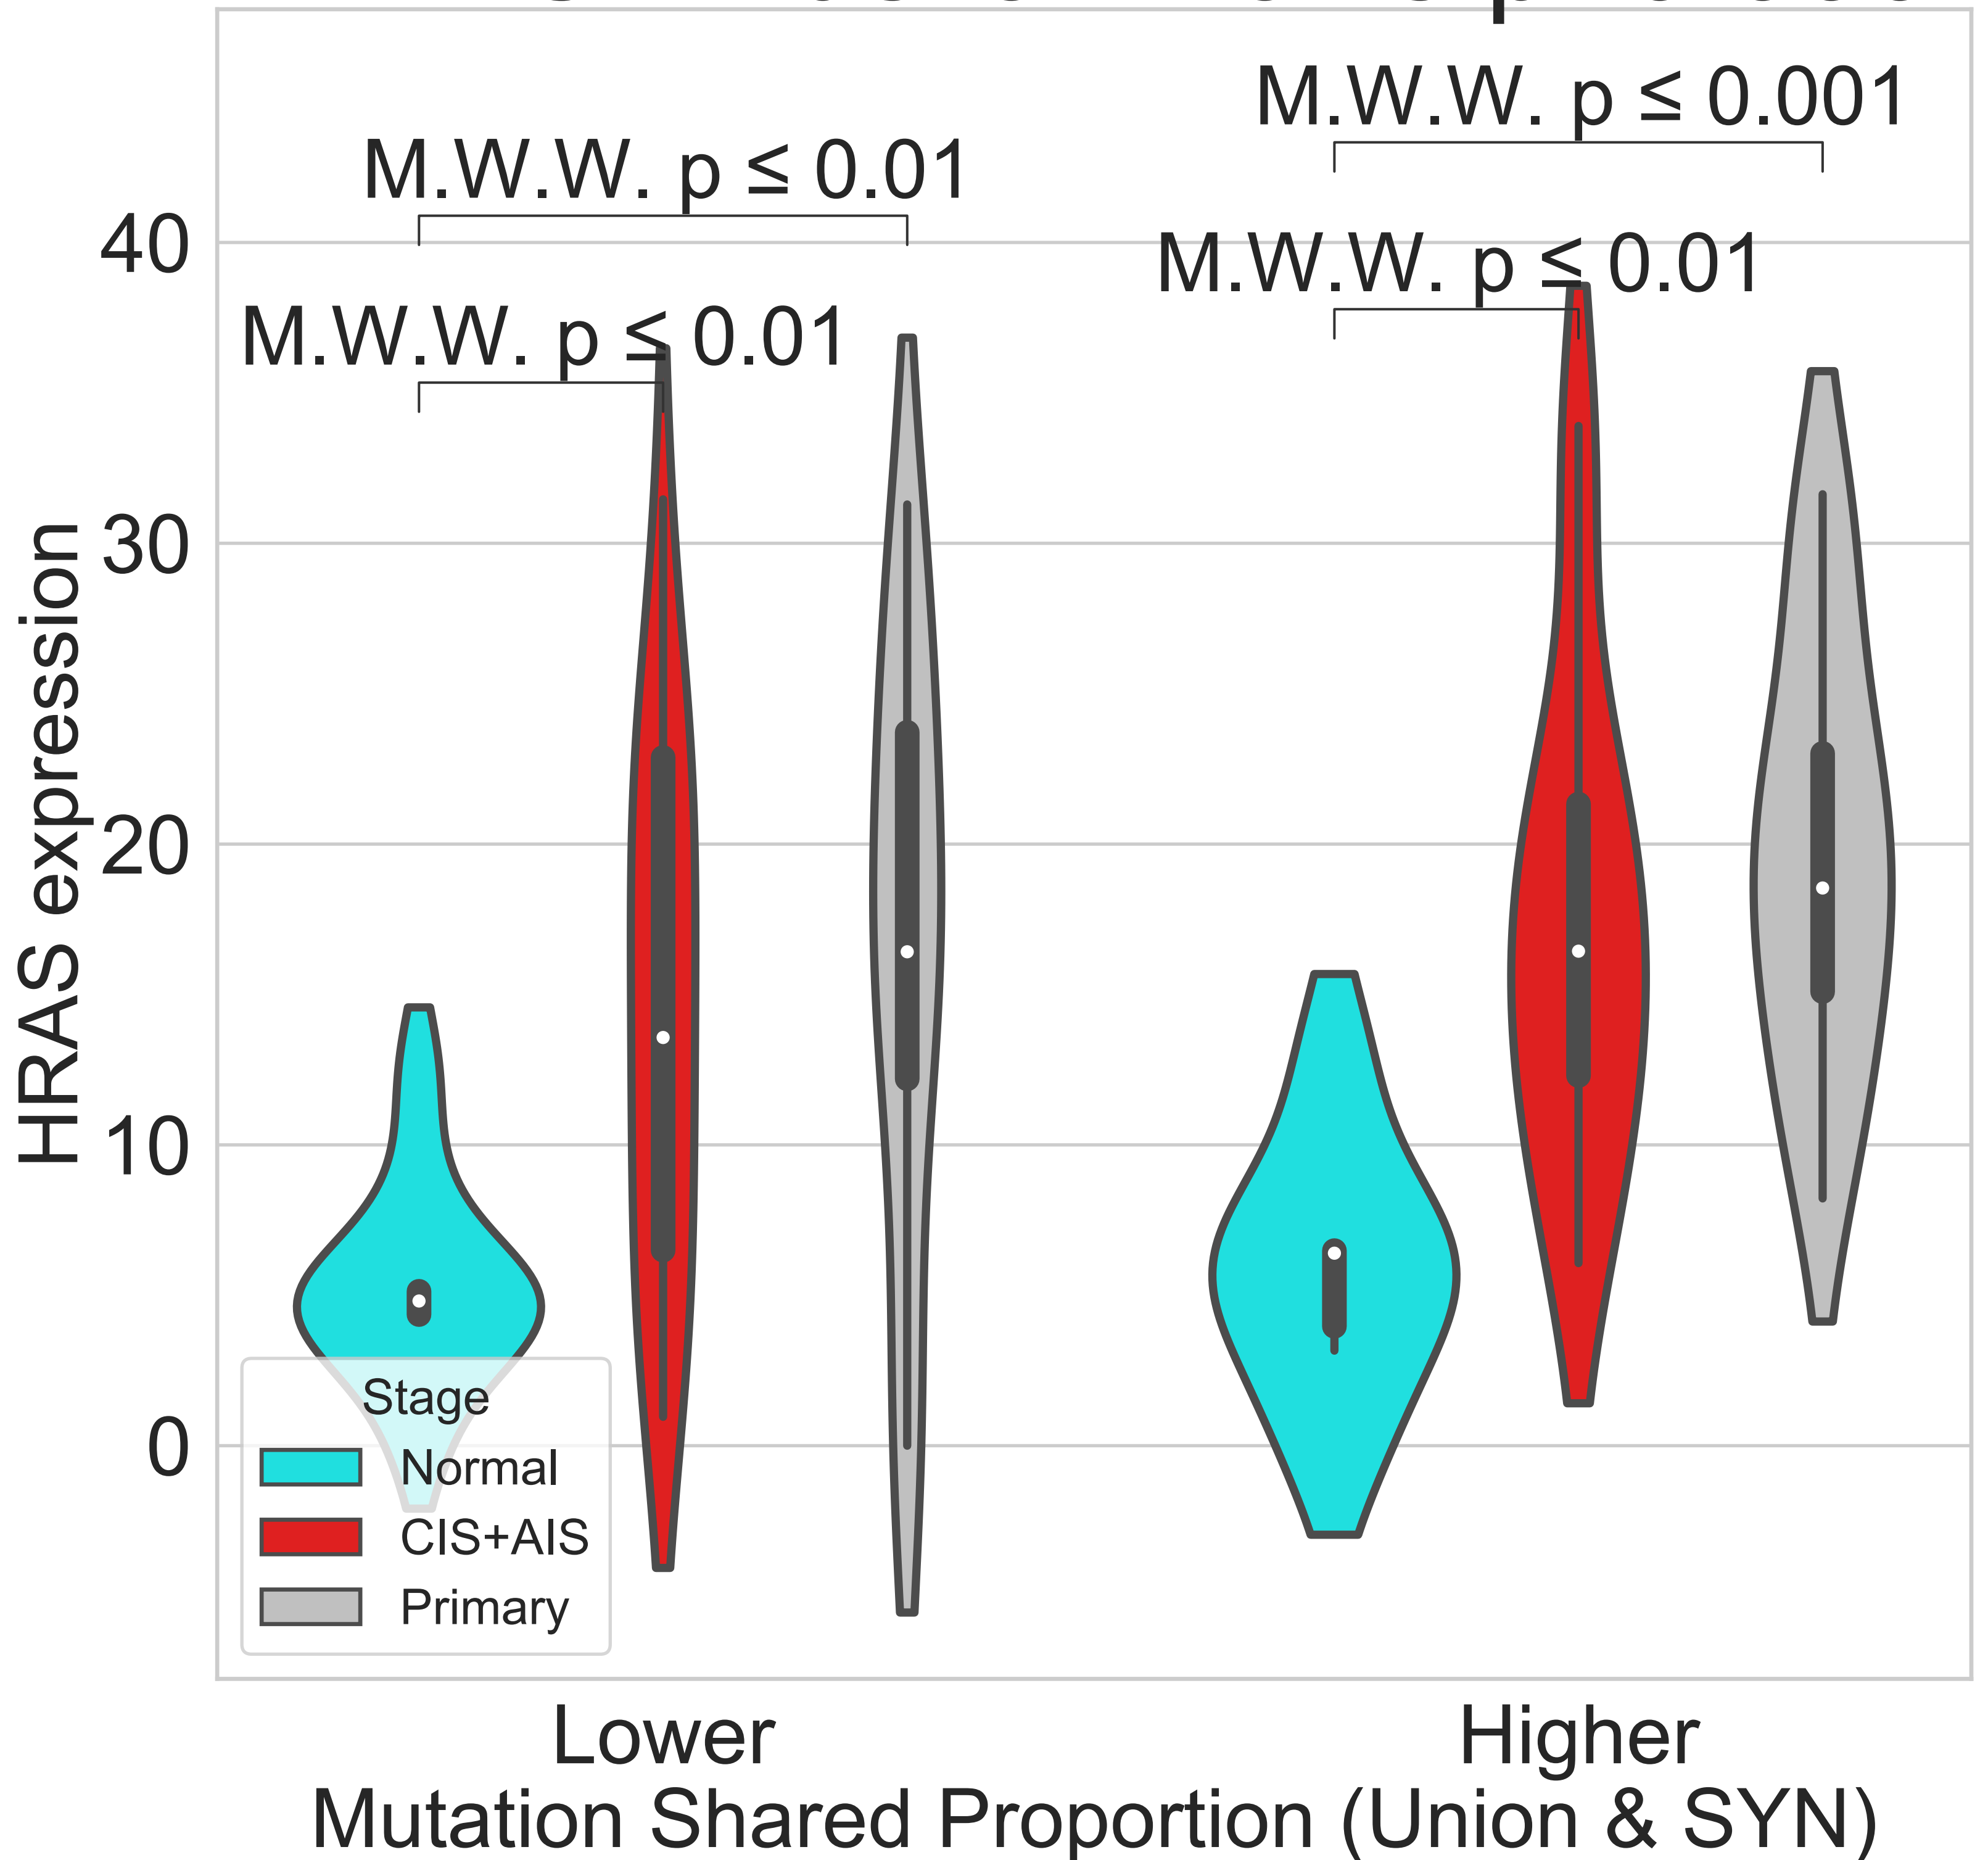 M.W.W. p ≤ 0.001
M.W.W. p ≤ 0.01
M.W.W. p ≤ 0.01
M.W.W. p ≤ 0.01
HRAS expression
40
30
20
10
0
Stage
Normal
CIS+AIS
Primary
Lower
Higher
Mutation Shared Proportion (Union & SYN)